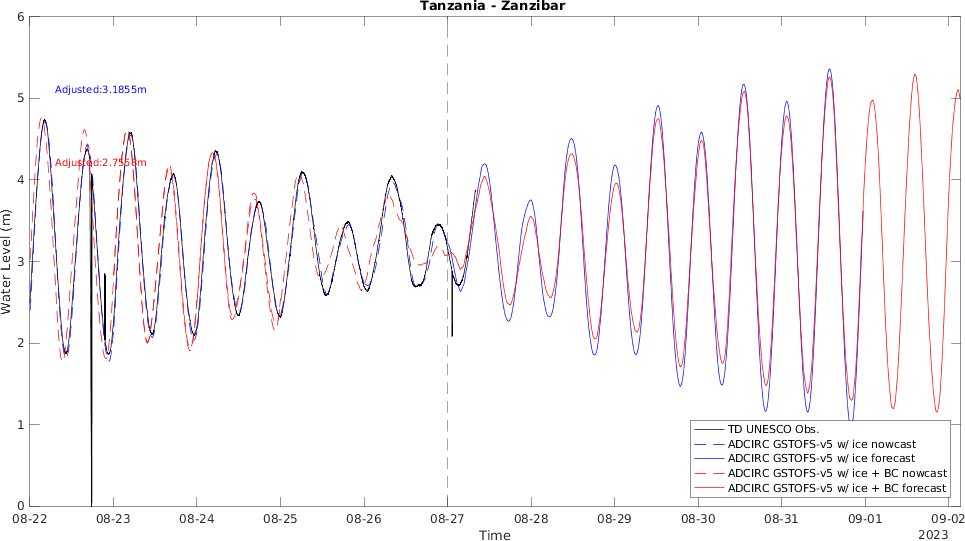 Tanzania - Zanzibar
6
5
4
3
2
1
0
Water Level (m)
Adjusted:3.1855m
Adjusted:2.7558m
TD UNESCO Obs.
ADCIRC GSTOFS-v5 w/ ice nowcast
ADCIRC GSTOFS-v5 w/ ice forecast
ADCIRC GSTOFS-v5 w/ ice + BC nowcast
ADCIRC GSTOFS-v5 w/ ice + BC forecast
08-22 08-23 08-24 08-25 08-26 08-27 08-28 08-29 08-30 08-31 09-01 09-02
Time
2023